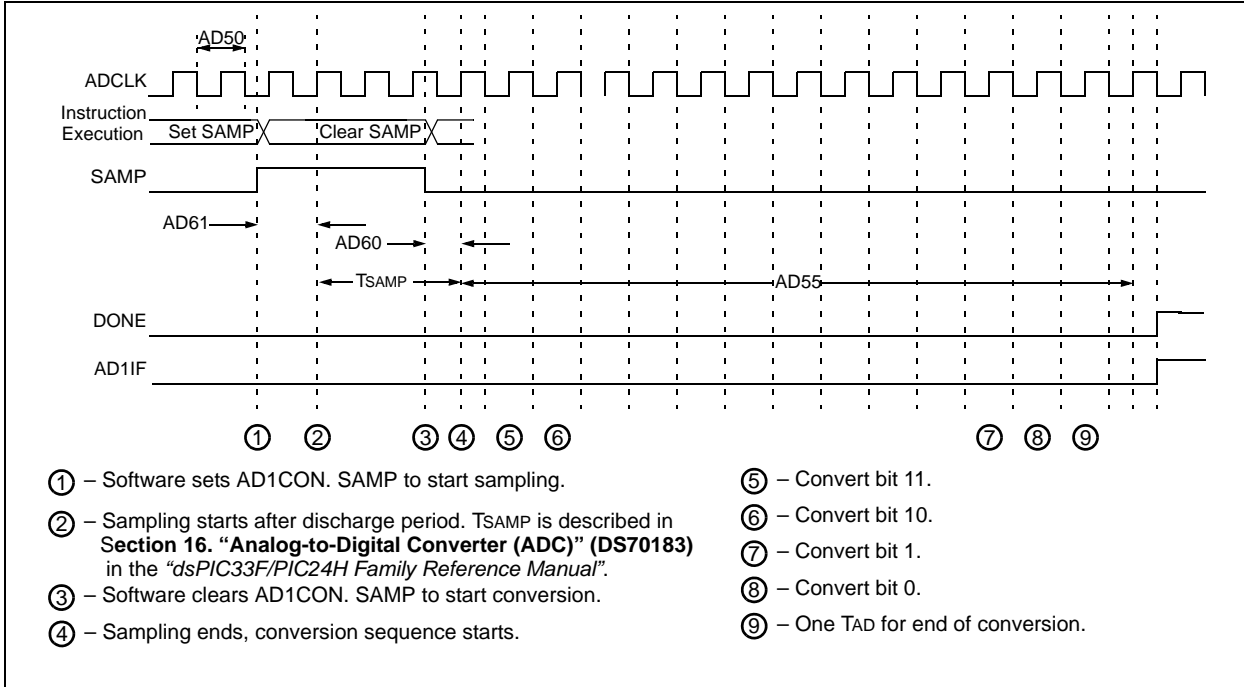 AD50
ADCLK
Instruction
Execution
Set SAMP
Clear SAMP
SAMP
AD61
AD60
TSAMP
AD55
DONE
AD1IF
1 2 3 4 5 6 7 8 9
1 – Software sets AD1CON. SAMP to start sampling.
2 – Sampling starts after discharge period. TSAMP is described in
Section 16. “Analog-to-Digital Converter (ADC)” (DS70183)
in the “dsPIC33F/PIC24H Family Reference Manual”.
3 – Software clears AD1CON. SAMP to start conversion.
4 – Sampling ends, conversion sequence starts.
5 – Convert bit 11.
6 – Convert bit 10.
7 – Convert bit 1.
8 – Convert bit 0.
9 – One TAD for end of conversion.